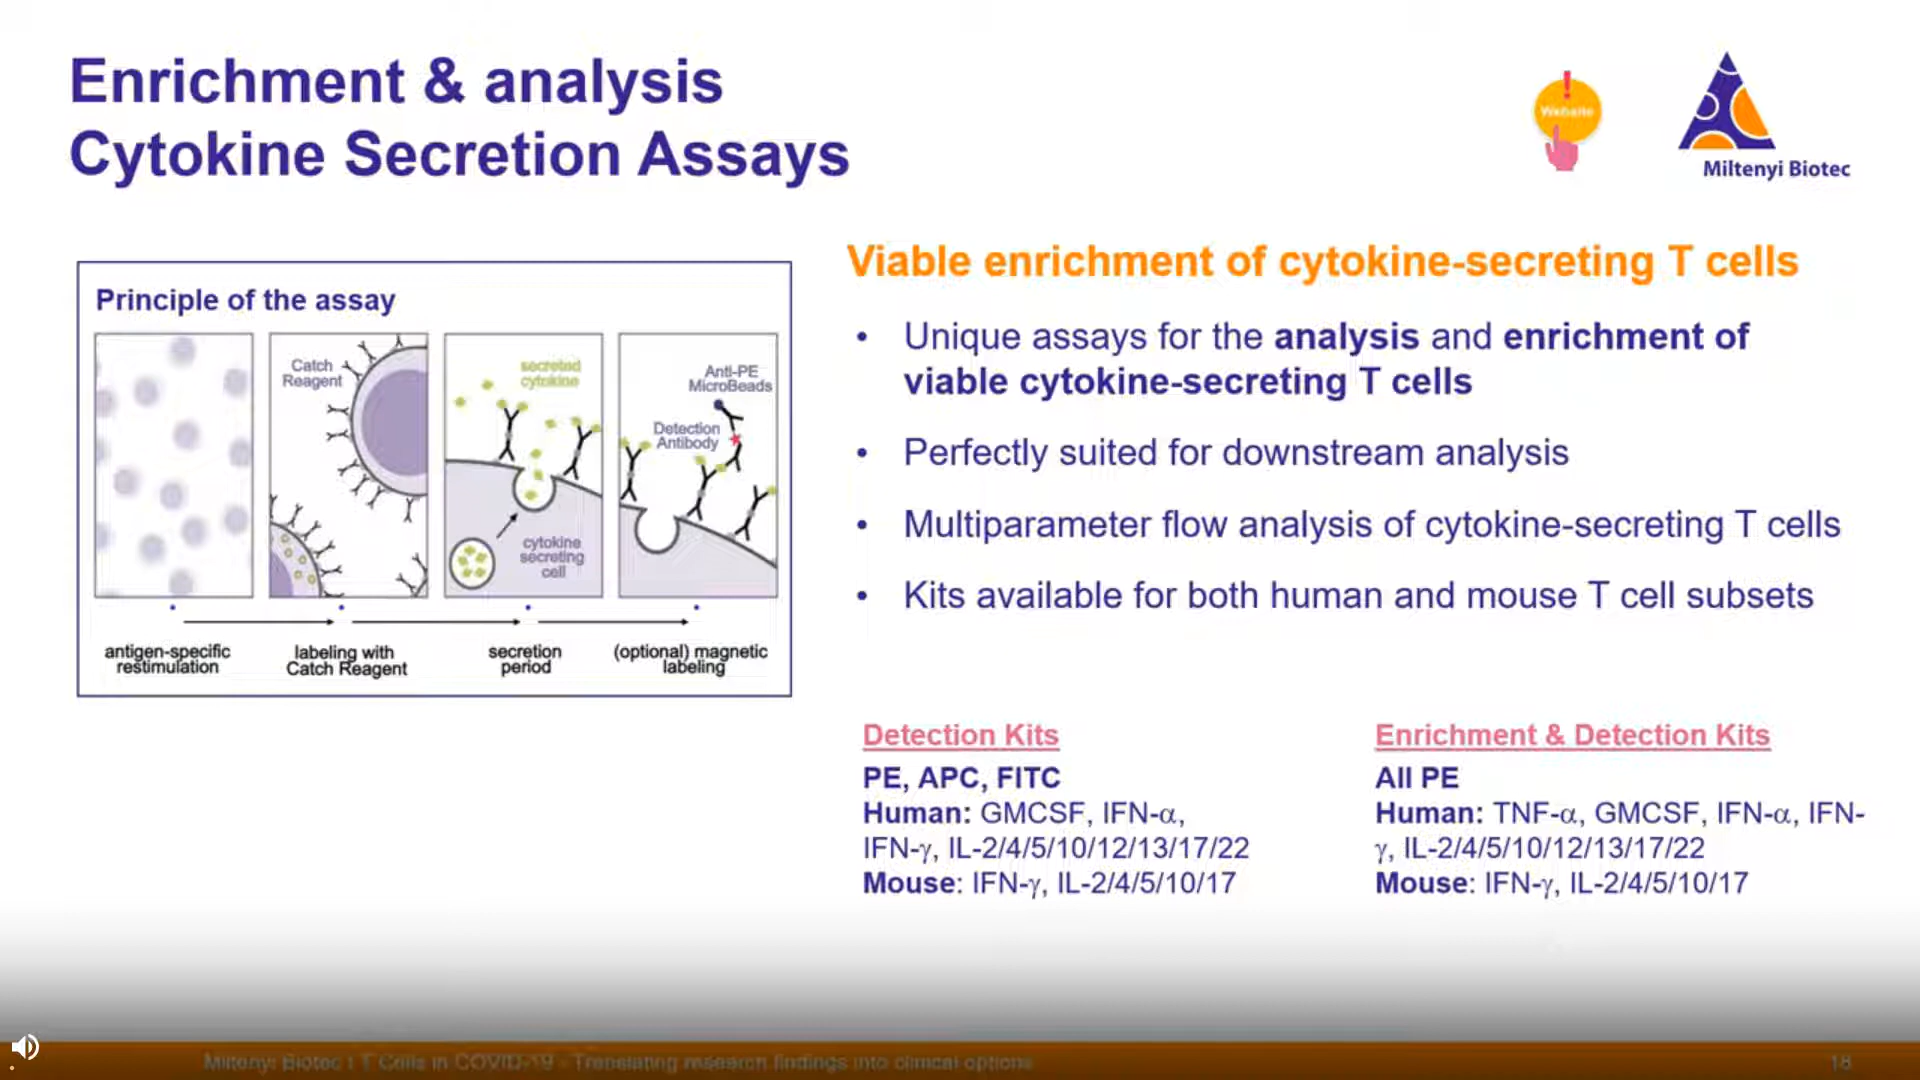 Enrichment & analysis
Cytokine Secretion Assays
Website
Miltenyi Biotec
Principle of the assay
Catch
Reagent
secreted
cytokine
cytokine
secreting
cell
Anti-PE
MicroBeads
Detection
Antibody
antigen-specific
restimulation
labeling with
Catch Reagent
secretion
period
(optional) magnetic
labeling
Viable enrichment of cytokine-secreting T cells
• Unique assays for the analysis and enrichment of
viable cytokine-secreting T cells
• Perfectly suited for downstream analysis
• Multiparameter flow analysis of cytokine-secreting T cells
• Kits available for both human and mouse T cell subsets
Detection Kits
PE, APC, FITC
Human: GMCSF, IFN-α,
IFN-γ, IL-2/4/5/10/12/13/17/22
Mouse: IFN-γ, IL-2/4/5/10/17
Enrichment & Detection Kits
All PE
Human: TNF-α, GMCSF, IFN-α, IFN-
γ, IL-2/4/5/10/12/13/17/22
Mouse: IFN-γ, IL-2/4/5/10/17
Miltenyi Biotec | T Cells in COVID-19 - Translating research findings into clinical options
18